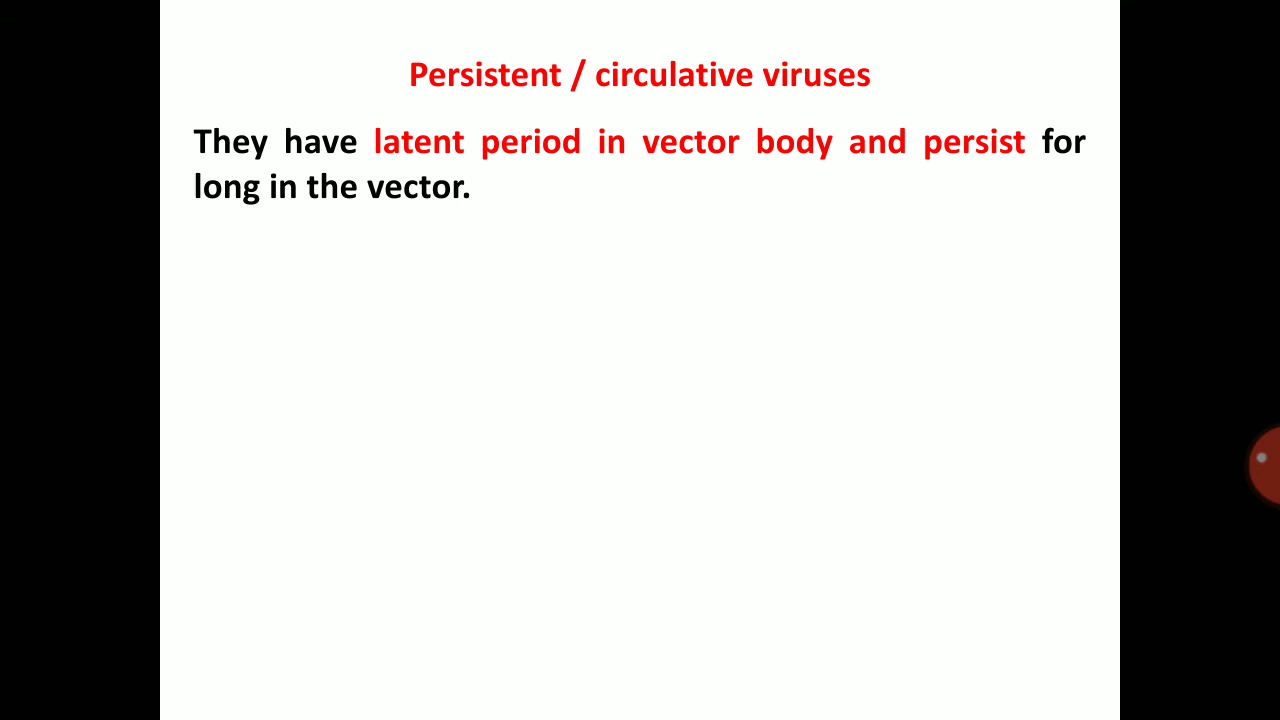 Persistent / circulative viruses
They have latent period in vector body and persist for
long in the vector.